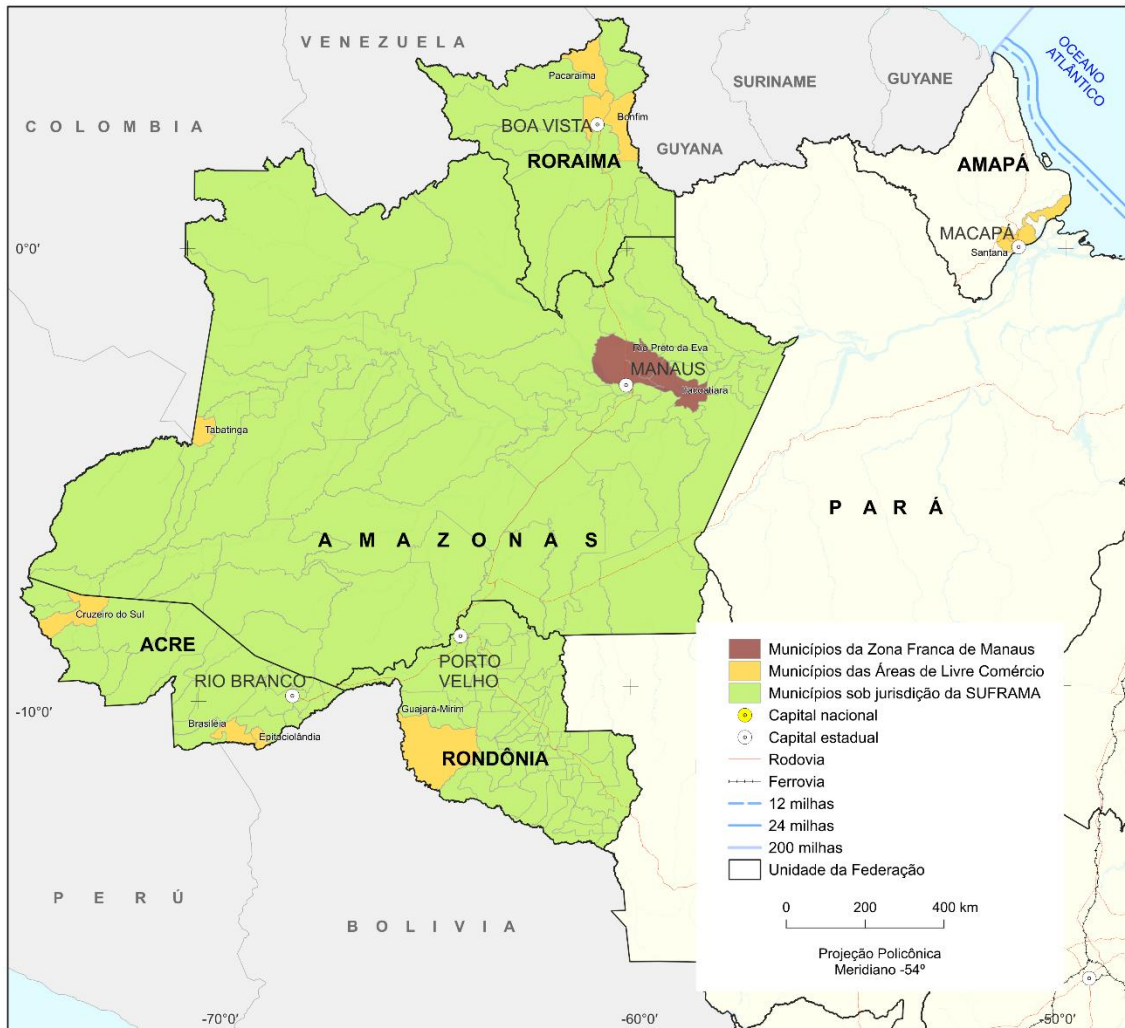 VENEZUELA
OCEANO
ATLÂNTICO
SURINAME
GUYANE
COLOMBIA
Pacaraima
BOA VISTA
Bonfim
GUYANA
RORAIMA
AMAPÁ
MACAPÁ
Santana
0°0'
Rio Preto da Eva
MANAUS
Itacoatiara
Tabatinga
AMAZONAS
PARÁ
Cruzeiro do Sul
ACRE
RIO BRANCO
PORTO
VELHO
Guajará-Mirim
-10°0'
Brasiléia
Epitaciolândia
RONDÔNIA
PERÚ
BOLIVIA
Municípios da Zona Franca de Manaus
Municípios das Áreas de Livre Comércio
Municípios sob jurisdição da SUFRAMA
Capital nacional
Capital estadual
Rodovia
Ferrovia
12 milhas
24 milhas
200 milhas
Unidade da Federação
0 200 400 km
Projeção Policônica
Meridiano -54º
-70°0' -60°0' -50°0'